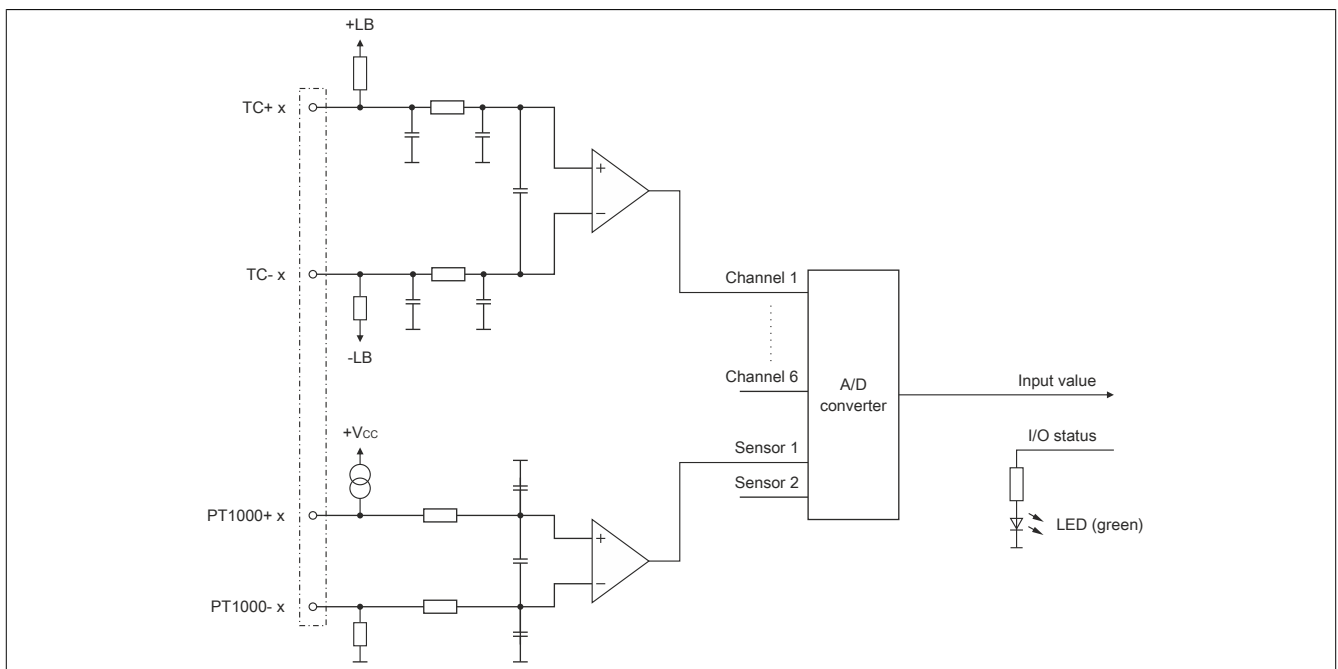 +LB
TC+ x
+
−
TC- x
Channel 1
-LB
Channel 6
A/D
converter
Input value
+Vcc
I/O status
Sensor 1
Sensor 2
PT1000+ x
+
LED (green)
−
PT1000- x